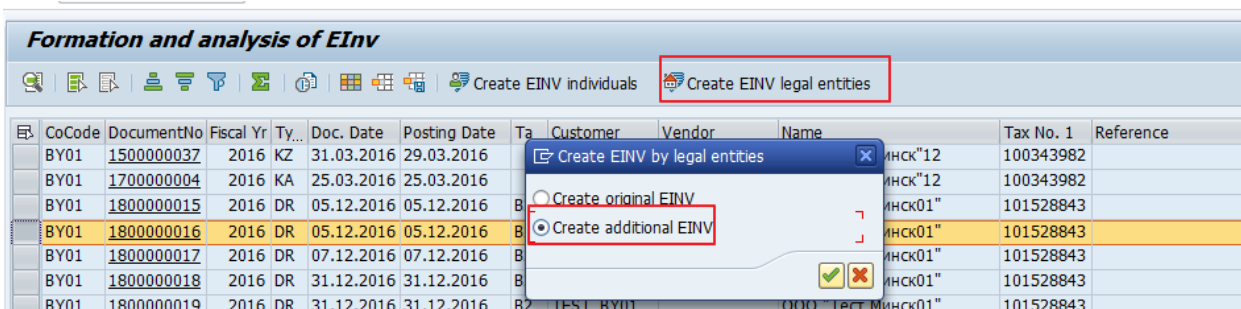 Formation and analysis of EInv
Create EINV individuals Create EINV legal entities
CoCode DocumentNo Fiscal Yr Ty... Doc. Date Posting Date Ta Customer Vendor Name Tax No. 1 Reference
BY01 1500000037 2016 KZ 31.03.2016 29.03.2016 инск"12 100343982
BY01 1700000004 2016 KA 25.03.2016 25.03.2016 инск"12 100343982
BY01 1800000015 2016 DR 05.12.2016 05.12.2016 B инск01" 101528843
BY01 1800000016 2016 DR 05.12.2016 05.12.2016 B инск01" 101528843
BY01 1800000017 2016 DR 07.12.2016 07.12.2016 B инск01" 101528843
BY01 1800000018 2016 DR 31.12.2016 31.12.2016 B инск01" 101528843
BY01 1800000019 2016 DR 31.12.2016 31.12.2016 B2 TEST_BY01 ООО "Тест Минск01" 101528843
Create EINV by legal entities
Create original EINV
Create additional EINV